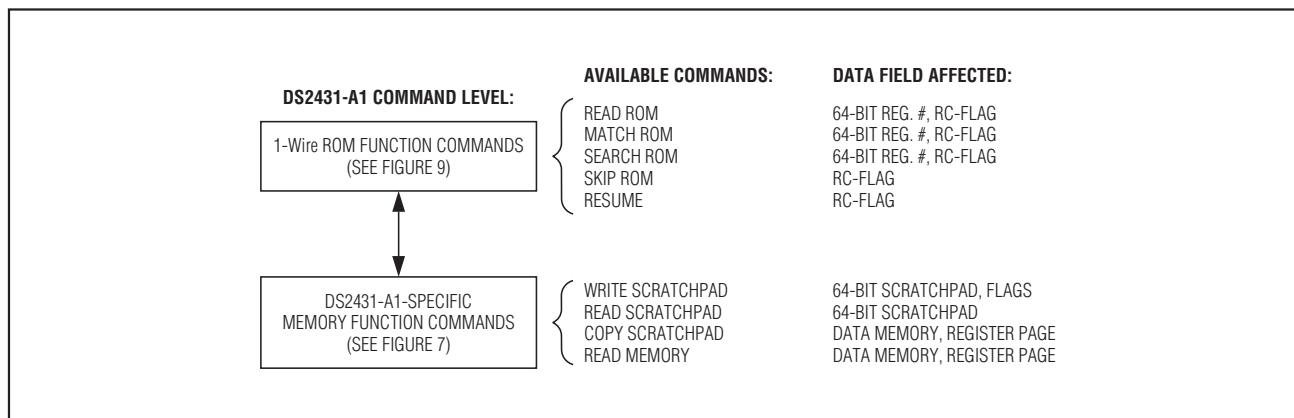 AVAILABLE COMMANDS: DATA FIELD AFFECTED:
DS2431-A1 COMMAND LEVEL:
1-Wire ROM FUNCTION COMMANDS
(SEE FIGURE 9)
READ ROM 64-BIT REG. #, RC-FLAG
MATCH ROM 64-BIT REG. #, RC-FLAG
SEARCH ROM 64-BIT REG. #, RC-FLAG
SKIP ROM RC-FLAG
RESUME RC-FLAG
DS2431-A1-SPECIFIC
MEMORY FUNCTION COMMANDS
(SEE FIGURE 7)
WRITE SCRATCHPAD 64-BIT SCRATCHPAD, FLAGS
READ SCRATCHPAD 64-BIT SCRATCHPAD
COPY SCRATCHPAD DATA MEMORY, REGISTER PAGE
READ MEMORY DATA MEMORY, REGISTER PAGE